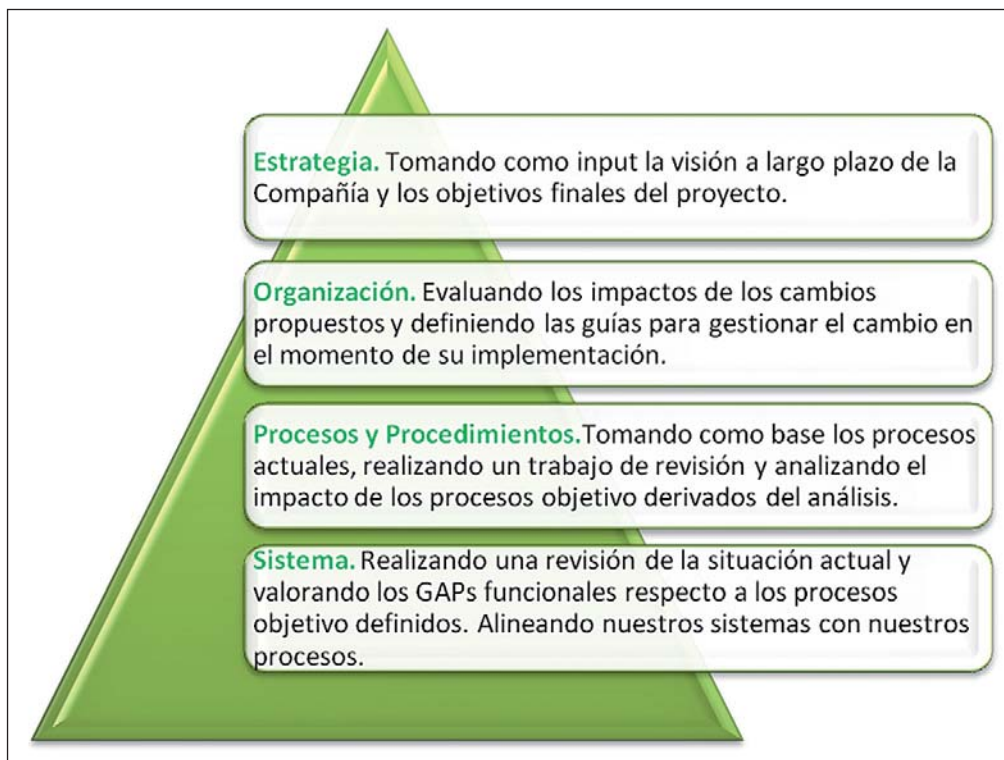 Estrategia. Tomando como input la visión a largo plazo de la
Compañía y los objetivos finales del proyecto.
Organización. Evaluando los impactos de los cambios
propuestos y definiendo las guías para gestionar el cambio en
el momento de su implementación.
Procesos y Procedimientos.Tomando como base los procesos
actuales, realizando un trabajo de revisión y analizando el
impacto de los procesos objetivo derivados del análisis.
Sistema. Realizando una revisión de la situación actual y
valorando los GAPs funcionales respecto a los procesos
objetivo definidos. Alineando nuestros sistemas con nuestros
procesos.